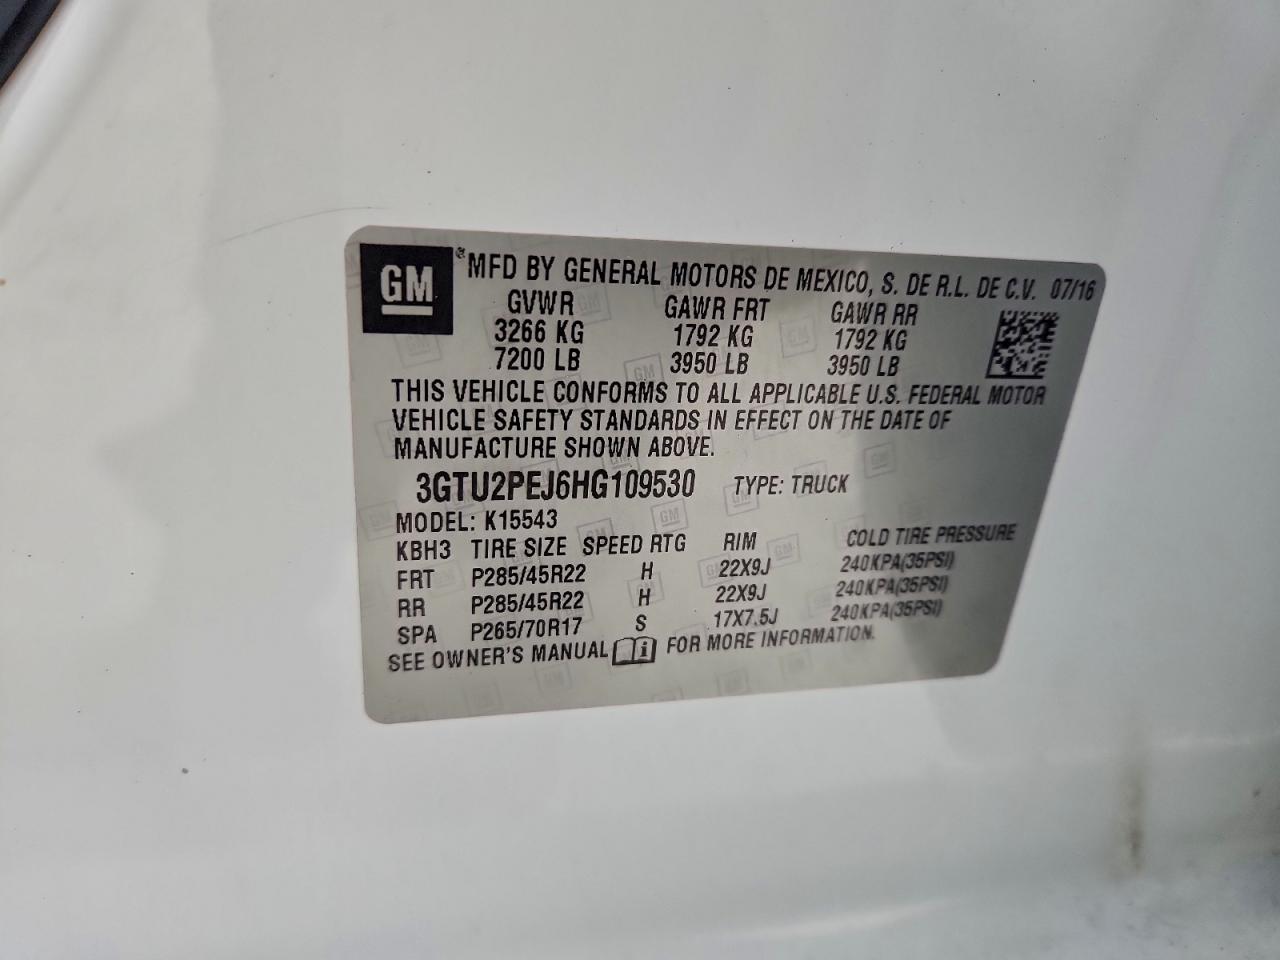 GM ® MFD BY GENERAL MOTORS DE MEXICO, S. DE R.L. DE C.V. 07/16
GVWR GAWR FRT GAWR RR
3266 KG 1792 KG 1792 KG
7200 LB 3950 LB 3950 LB
THIS VEHICLE CONFORMS TO ALL APPLICABLE U.S. FEDERAL MOTOR
VEHICLE SAFETY STANDARDS IN EFFECT ON THE DATE OF
MANUFACTURE SHOWN ABOVE.
3GTU2PEJ6HG109530 TYPE: TRUCK
MODEL: K15543
KBH3 TIRE SIZE SPEED RTG RIM COLD TIRE PRESSURE
FRT P285/45R22 H 22X9J 240KPA(35PSI)
RR P285/45R22 H 22X9J 240KPA(35PSI)
SPA P265/70R17 S 17X7.5J 240KPA(35PSI)
SEE OWNER'S MANUAL i FOR MORE INFORMATION.